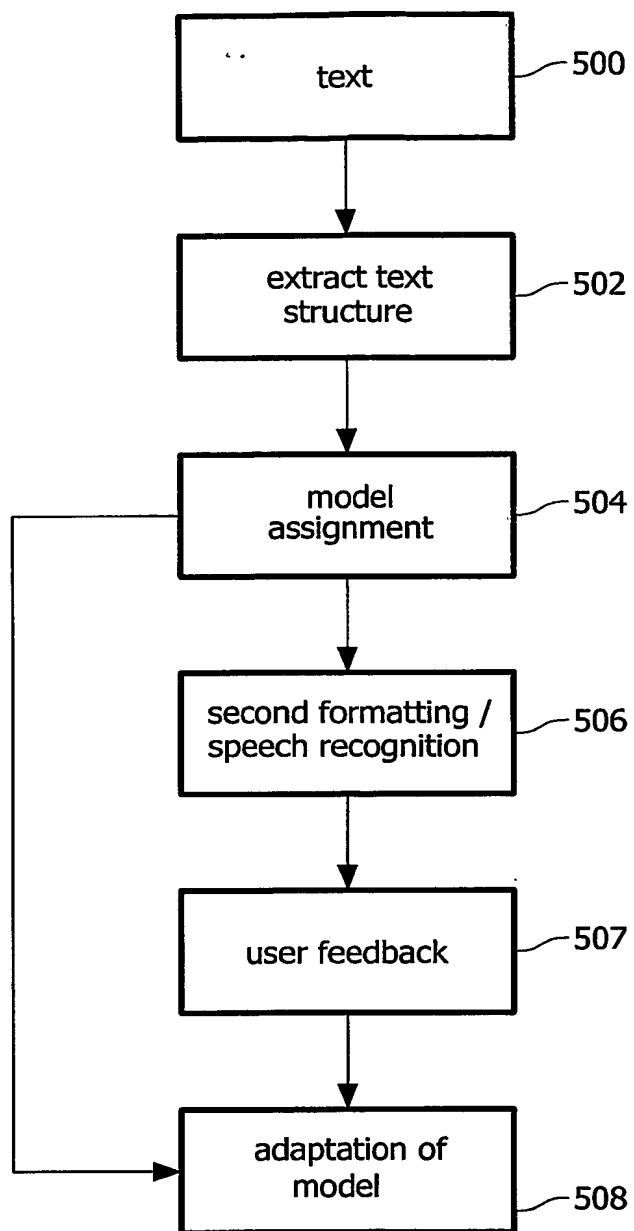 text
500
extract text
structure
502
model
assignment
504
second formatting /
speech recognition
506
user feedback
507
adaptation of
model
508